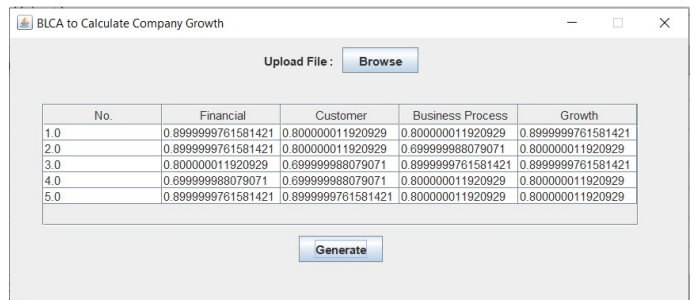 BLCA to Calculate Company Growth
Upload File : Browse
No. Financial Customer Business Process Growth
1.0 0.8999999761581421 0.800000011920929 0.800000011920929 0.8999999761581421
2.0 0.8999999761581421 0.800000011920929 0.699999988079071 0.800000011920929
3.0 0.800000011920929 0.699999988079071 0.8999999761581421 0.8999999761581421
4.0 0.699999988079071 0.699999988079071 0.800000011920929 0.800000011920929
5.0 0.8999999761581421 0.8999999761581421 0.800000011920929 0.800000011920929
Generate